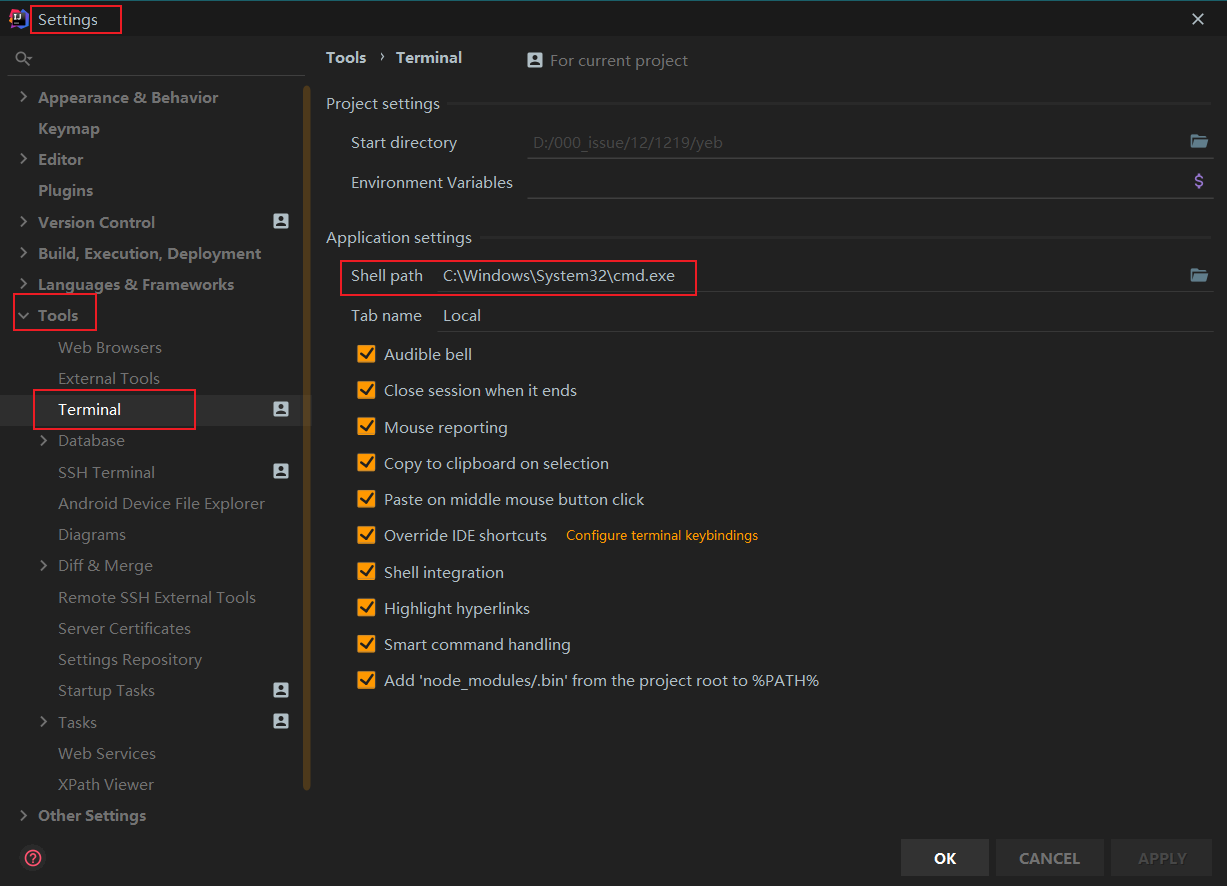 Settings
Tools › Terminal
For current project
Appearance & Behavior
Keymap
Editor
Plugins
Version Control
Build, Execution, Deployment
Languages & Frameworks
Tools
Web Browsers
External Tools
Terminal
Database
SSH Terminal
Android Device File Explorer
Diagrams
Diff & Merge
Remote SSH External Tools
Server Certificates
Settings Repository
Startup Tasks
Tasks
Web Services
XPath Viewer
Other Settings
Project settings
Start directory D:/000_issue/12/1219/yeb
Environment Variables
Application settings
Shell path C:\Windows\System32\cmd.exe
Tab name Local
Audible bell
Close session when it ends
Mouse reporting
Copy to clipboard on selection
Paste on middle mouse button click
Override IDE shortcuts Configure terminal keybindings
Shell integration
Highlight hyperlinks
Smart command handling
Add 'node_modules/.bin' from the project root to %PATH%
OK CANCEL APPLY